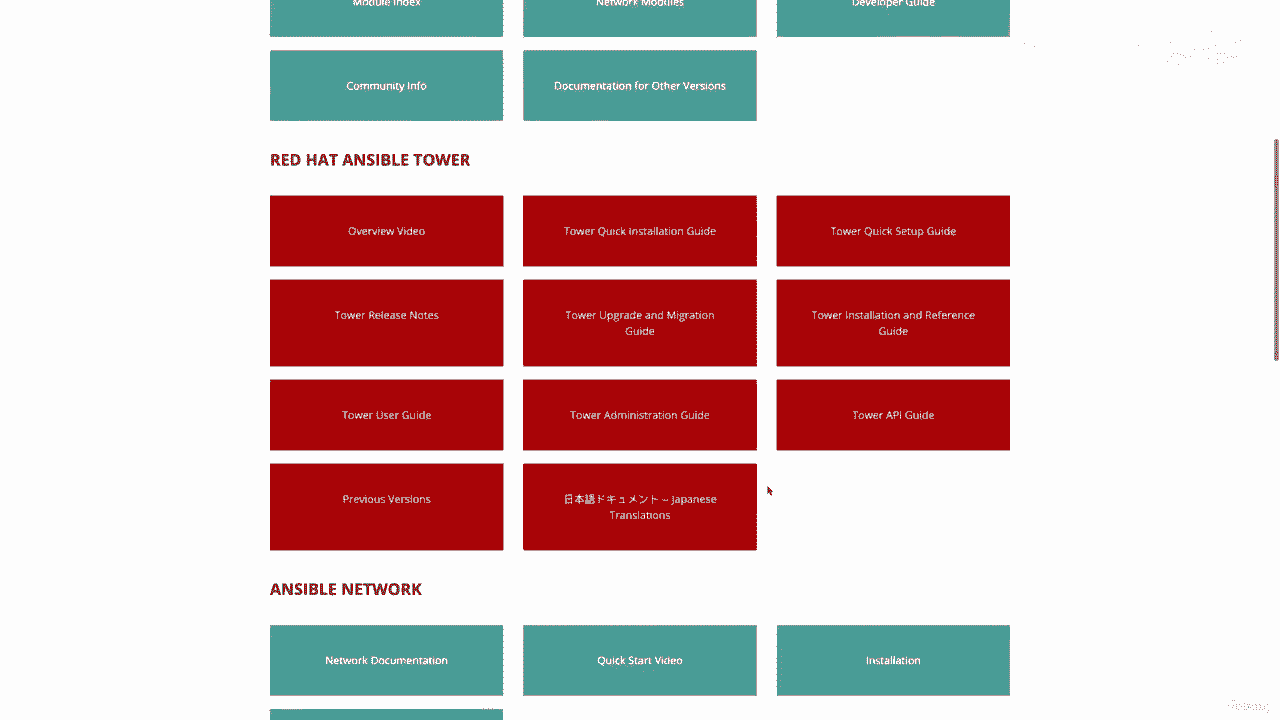 Module Index
Network Modules
Developer Guide
Community Info
Documentation for Other Versions
RED HAT ANSIBLE TOWER
Overview Video
Tower Quick Installation Guide
Tower Quick Setup Guide
Tower Release Notes
Tower Upgrade and Migration
Guide
Tower Installation and Reference
Guide
Tower User Guide
Tower Administration Guide
Tower API Guide
Previous Versions
日本語ドキュメント – Japanese
Translations
ANSIBLE NETWORK
Network Documentation
Quick Start Video
Installation